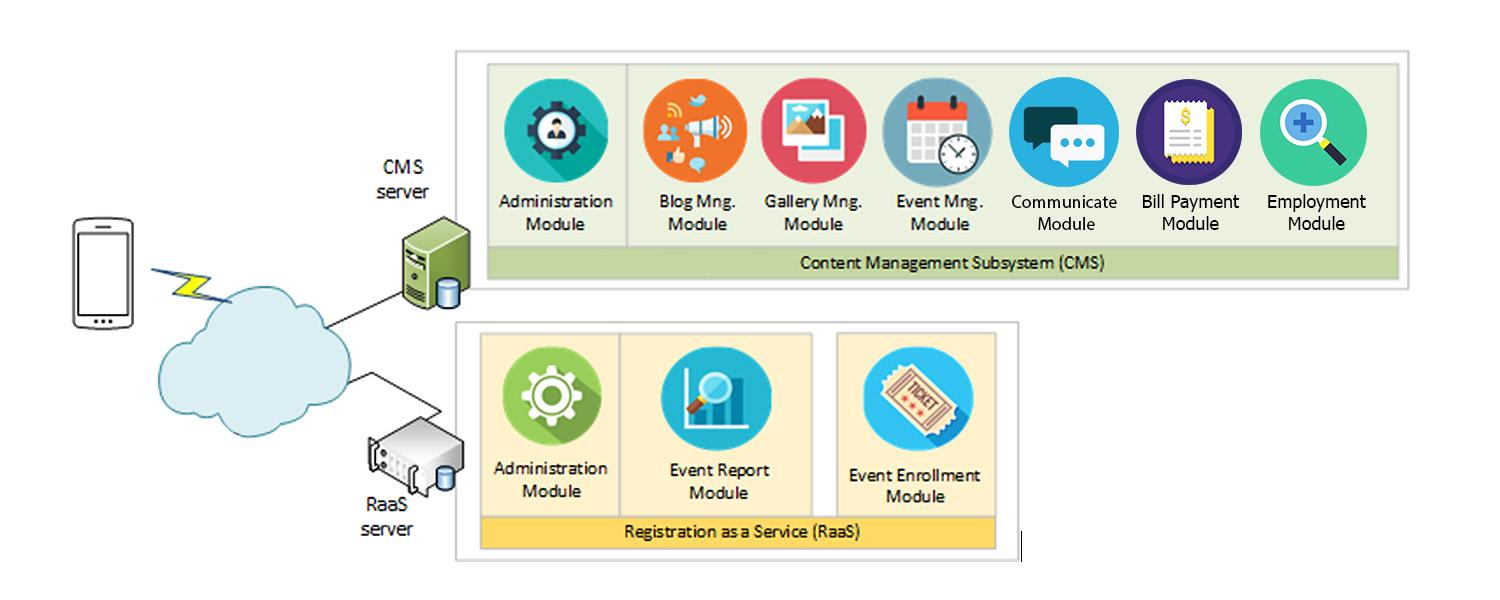 CMS
server
Administration
Module
Blog Mng.
Module
Gallery Mng.
Module
Event Mng.
Module
Communicate
Module
Bill Payment
Module
Employment
Module
Content Management Subsystem (CMS)
RaaS
server
Administration
Module
Event Report
Module
TICKET
Event Enrollment
Module
Registration as a Service (RaaS)